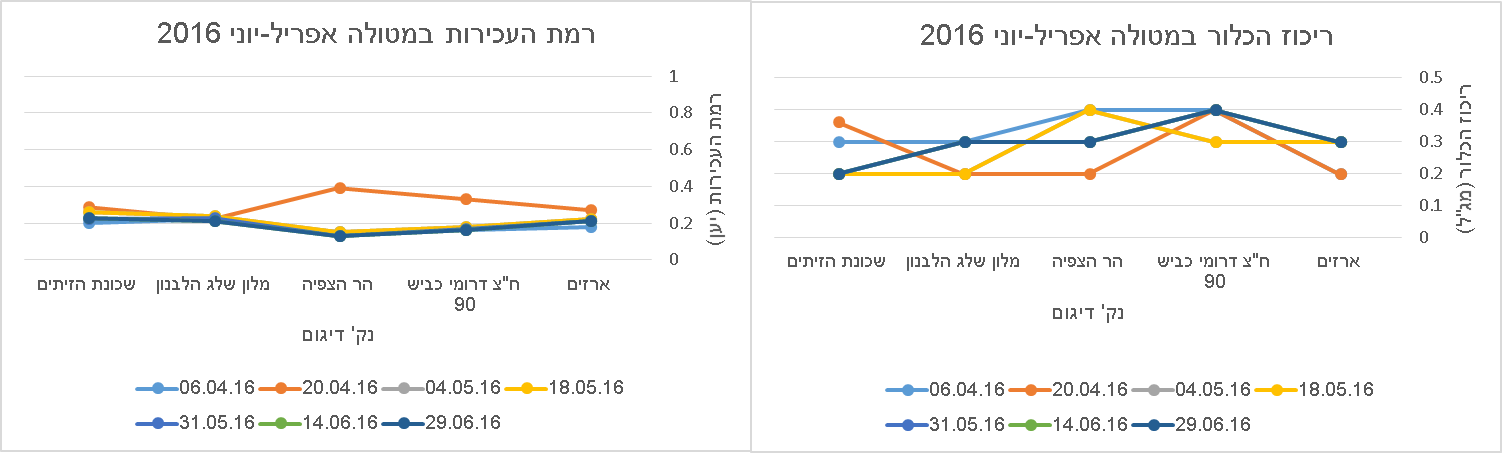 ריכוז הכלור במטולה אפריל-יוני 2016
0.5
0.4
0.3
0.2
0.1
0
ריכוז הכלור (מג"ל)
ארזים
ח"צ דרומי כביש
90
הר הצפיה
מלון שלג הלבנון
שכונת הזיתים
נק' דיגום
06.04.16 20.04.16 04.05.16 18.05.16
31.05.16 14.06.16 29.06.16
רמת העכירות במטולה אפריל-יוני 2016
1
0.8
0.6
0.4
0.2
0
רמת העכירות (יען)
ארזים
ח"צ דרומי כביש
90
הר הצפיה
מלון שלג הלבנון
שכונת הזיתים
נק' דיגום
06.04.16 20.04.16 04.05.16 18.05.16
31.05.16 14.06.16 29.06.16